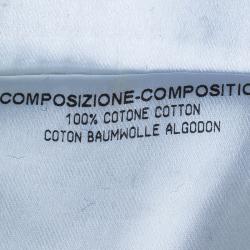 COMPOSIZIONE-COMPOSITIO
100% COTONE COTTON
COTON BAUMWOLLE ALGODON